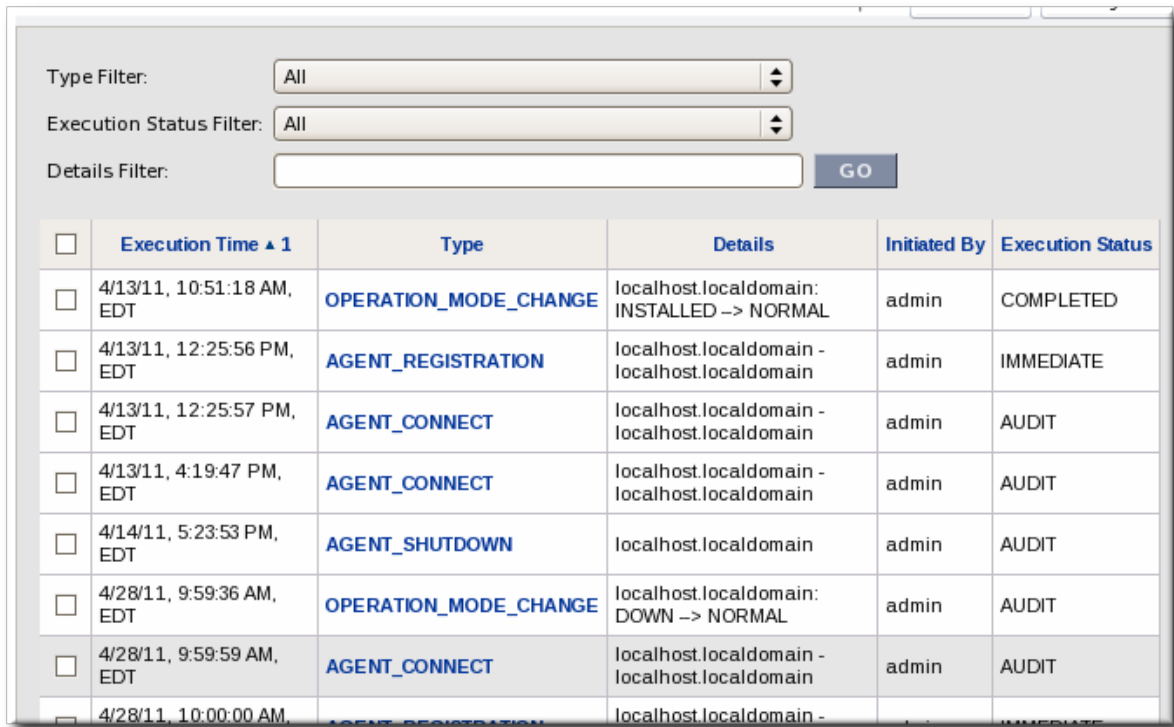 Type Filter: All
Execution Status Filter: All
Details Filter:
GO
Execution Time ▲ 1 Type Details Initiated By Execution Status
4/13/11, 10:51:18 AM, EDT OPERATION_MODE_CHANGE localhost.localdomain: INSTALLED --> NORMAL admin COMPLETED
4/13/11, 12:25:56 PM, EDT AGENT_REGISTRATION localhost.localdomain - localhost.localdomain admin IMMEDIATE
4/13/11, 12:25:57 PM, EDT AGENT_CONNECT localhost.localdomain - localhost.localdomain admin AUDIT
4/13/11, 4:19:47 PM, EDT AGENT_CONNECT localhost.localdomain - localhost.localdomain admin AUDIT
4/14/11, 5:23:53 PM, EDT AGENT_SHUTDOWN localhost.localdomain admin AUDIT
4/28/11, 9:59:36 AM, EDT OPERATION_MODE_CHANGE localhost.localdomain: DOWN --> NORMAL admin AUDIT
4/28/11, 9:59:59 AM, EDT AGENT_CONNECT localhost.localdomain - localhost.localdomain admin AUDIT
4/28/11, 10:00:00 AM, AGENT_REGISTRATION localhost.localdomain - admin IMMEDIATE